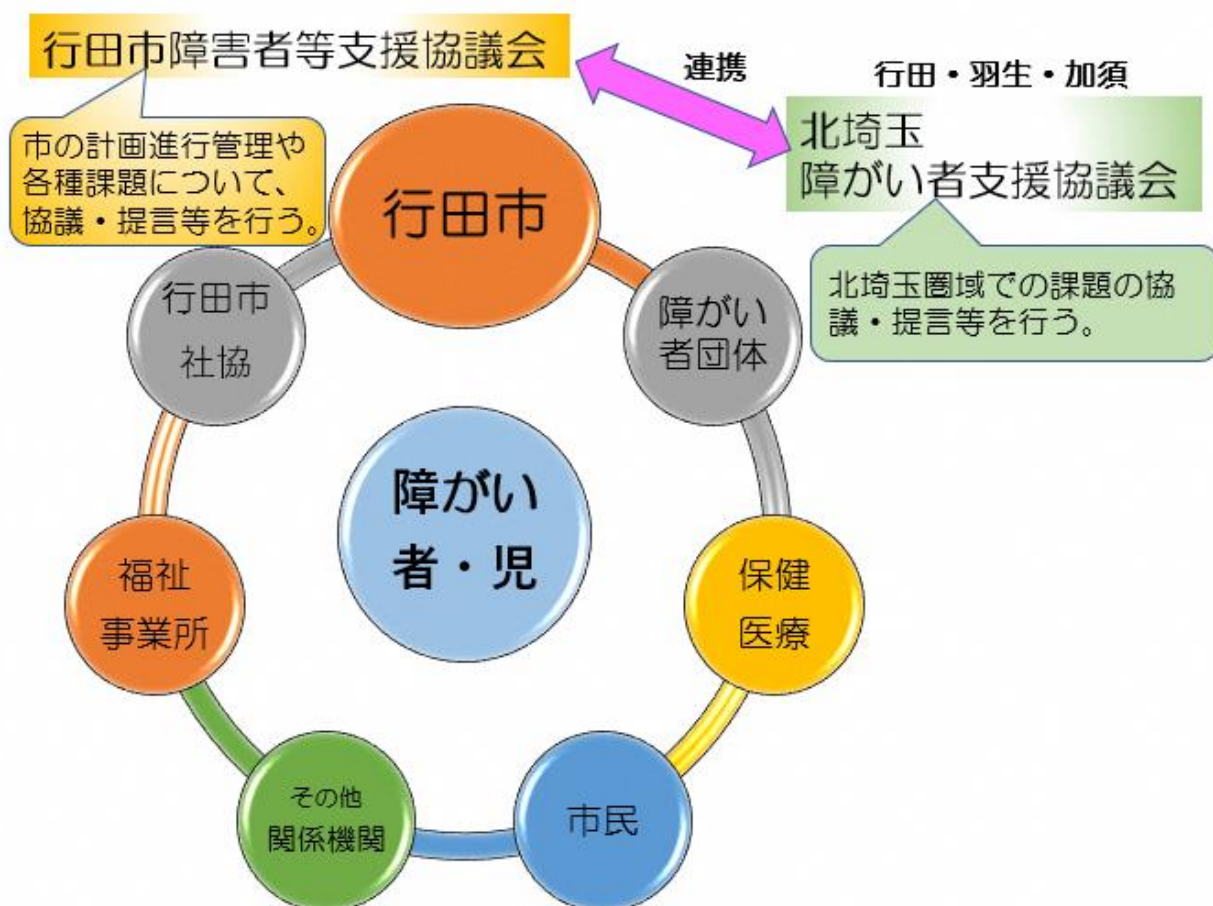 行田市障害者等支援協議会
連携
行田・羽生・加須
北埼玉
障がい者支援協議会
市の計画進行管理や
各種課題について、
協議・提言等を行う。
北埼玉圏域での課題の協
議・提言等を行う。
行田市
障がい
者団体
保健
医療
市民
その他
関係機関
福祉
事業所
行田市
社協
障がい
者・児